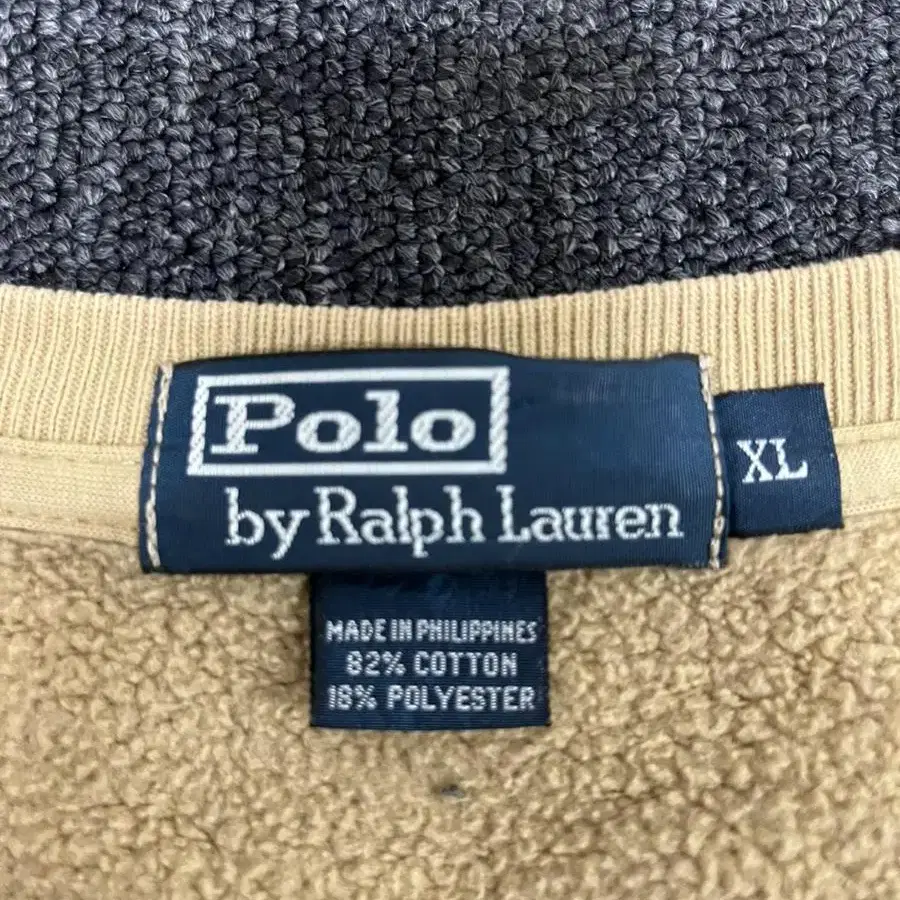 Polo
by Ralph Lauren
XL
MADE IN PHILIPPINES
82% COTTON
18% POLYESTER